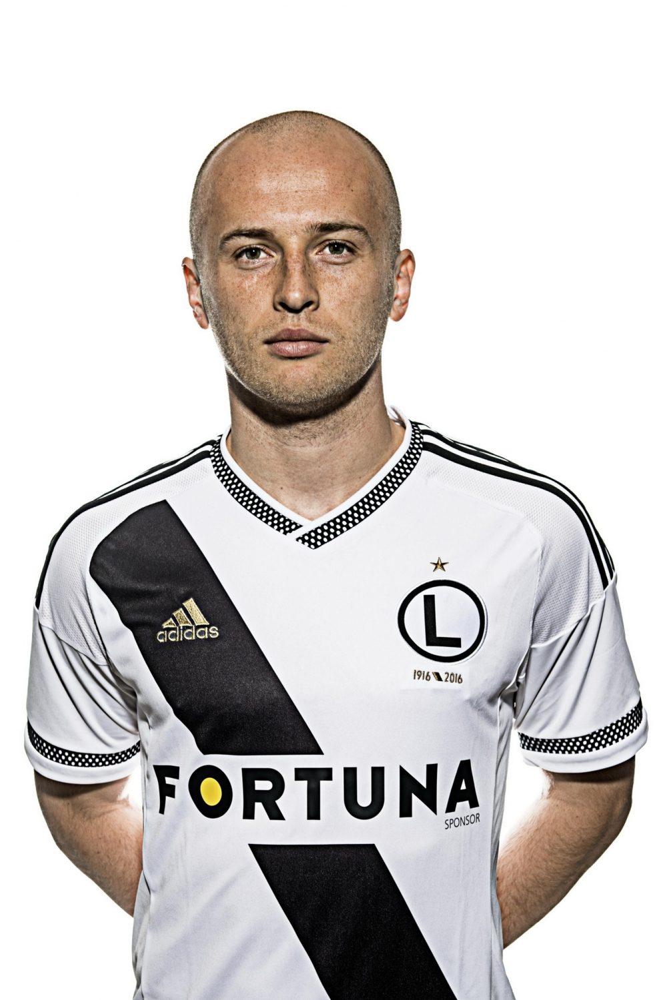 adidas
L
1916 2016
FORTUNA
SPONSOR